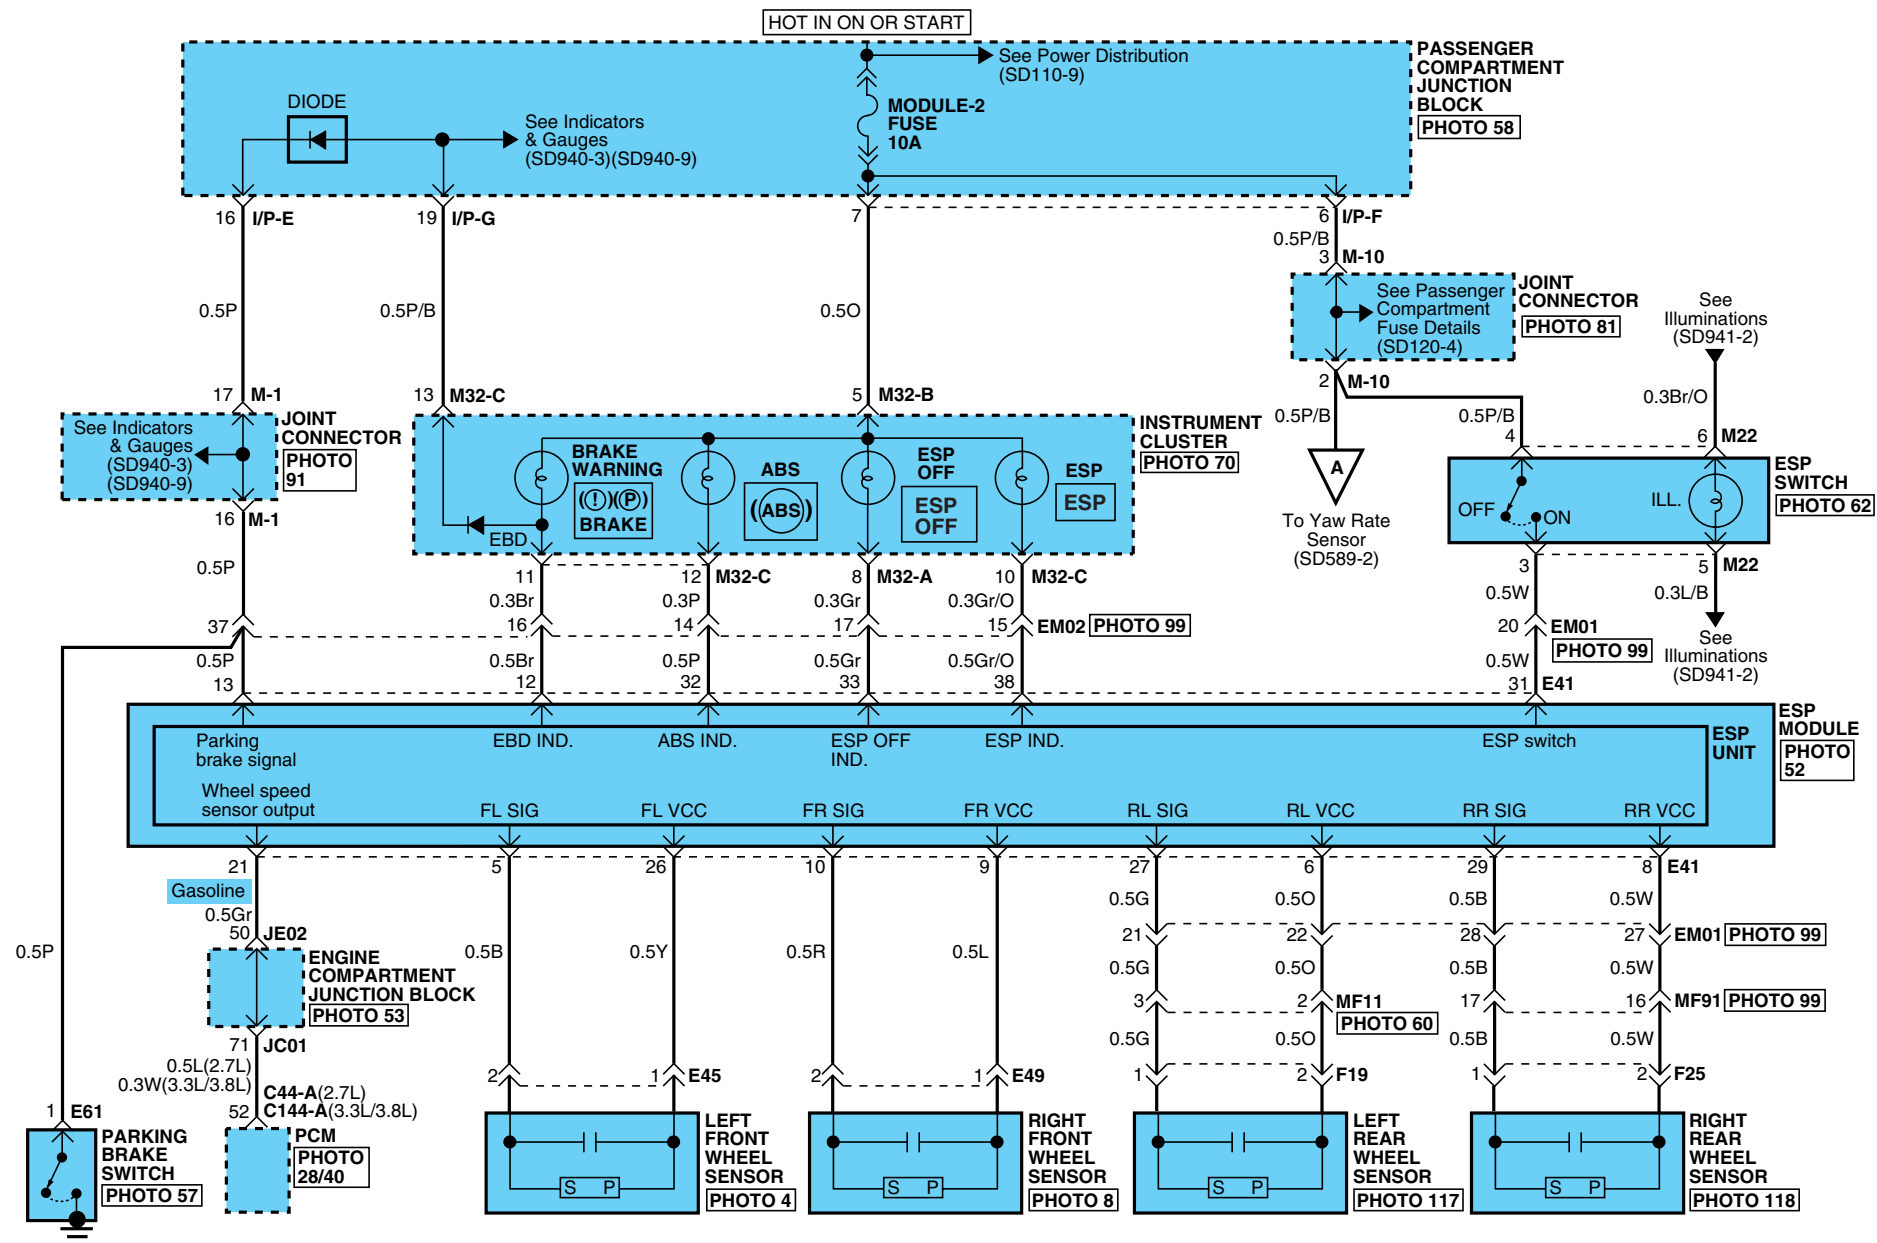 HOT IN ON OR START
See Power Distribution
(SD110-9)
PASSENGER
COMPARTMENT
JUNCTION
BLOCK
PHOTO 58
DIODE
See Indicators
& Gauges
(SD940-3)(SD940-9)
MODULE-2
FUSE
10A
16 I/P-E
19 I/P-G
7
6 I/P-F
0.5P/B
3 M-10
0.5P
0.5P/B
0.5O
See Passenger
Compartment
Fuse Details
(SD120-4)
JOINT
CONNECTOR
PHOTO 81
See
Illuminations
(SD941-2)
17 M-1
13 M32-C
5 M32-B
2 M-10
0.3Br/O
0.5P/B
0.5P/B
4
6 M22
See Indicators
& Gauges
(SD940-3)
(SD940-9)
JOINT
CONNECTOR
PHOTO
91
BRAKE
WARNING
(!)(P)
BRAKE
EBD
ABS
(ABS)
ESP
OFF
ESP
OFF
ESP
ESP
INSTRUMENT
CLUSTER
PHOTO 70
A
To Yaw Rate
Sensor
(SD589-2)
OFF
ON
ILL.
ESP
SWITCH
PHOTO 62
16 M-1
0.5P
11
12 M32-C
8 M32-A
10 M32-C
3
5 M22
0.3Br
0.3P
0.3Gr
0.3Gr/O
0.5W
0.3L/B
37
16
14
17
15 EM02 PHOTO 99
20 EM01
PHOTO 99
See
Illuminations
(SD941-2)
0.5P
0.5Br
0.5P
0.5Gr
0.5Gr/O
0.5W
13
12
32
33
38
31 E41
Parking
brake signal
EBD IND.
ABS IND.
ESP OFF
IND.
ESP IND.
ESP switch
ESP
UNIT
ESP
MODULE
PHOTO
52
Wheel speed
sensor output
FL SIG
FL VCC
FR SIG
FR VCC
RL SIG
RL VCC
RR SIG
RR VCC
21
5
26
10
9
27
6
29
8 E41
Gasoline
0.5Gr
50 JE02
0.5G
0.5O
0.5B
0.5W
21
22
28
27 EM01 PHOTO 99
0.5P
0.5B
0.5Y
0.5R
0.5L
0.5G
0.5O
0.5B
0.5W
ENGINE
COMPARTMENT
JUNCTION BLOCK
PHOTO 53
3
2 MF11
PHOTO 60
17
16 MF91 PHOTO 99
71 JC01
0.5G
0.5O
0.5B
0.5W
0.5L(2.7L)
0.3W(3.3L/3.8L)
C44-A(2.7L)
52 C144-A(3.3L/3.8L)
2
1 E45
2
1 E49
1
2 F19
1
2 F25
1 E61
PARKING
BRAKE
SWITCH
PHOTO 57
PCM
PHOTO
28/40
S P
LEFT
FRONT
WHEEL
SENSOR
PHOTO 4
S P
RIGHT
FRONT
WHEEL
SENSOR
PHOTO 8
S P
LEFT
REAR
WHEEL
SENSOR
PHOTO 117
S P
RIGHT
REAR
WHEEL
SENSOR
PHOTO 118